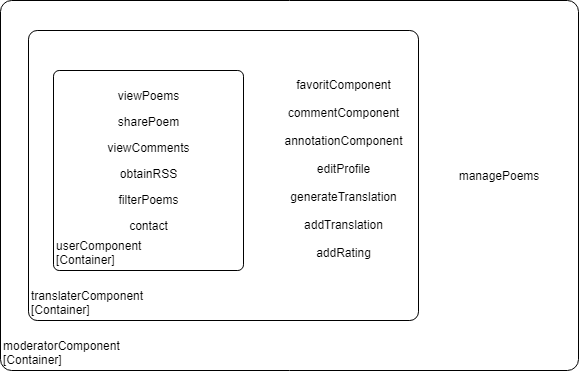 viewPoems
sharePoem
viewComments
obtainRSS
filterPoems
contact
userComponent
[Container]
favoritComponent
commentComponent
annotationComponent
editProfile
generateTranslation
addTranslation
addRating
translaterComponent
[Container]
managePoems
moderatorComponent
[Container]